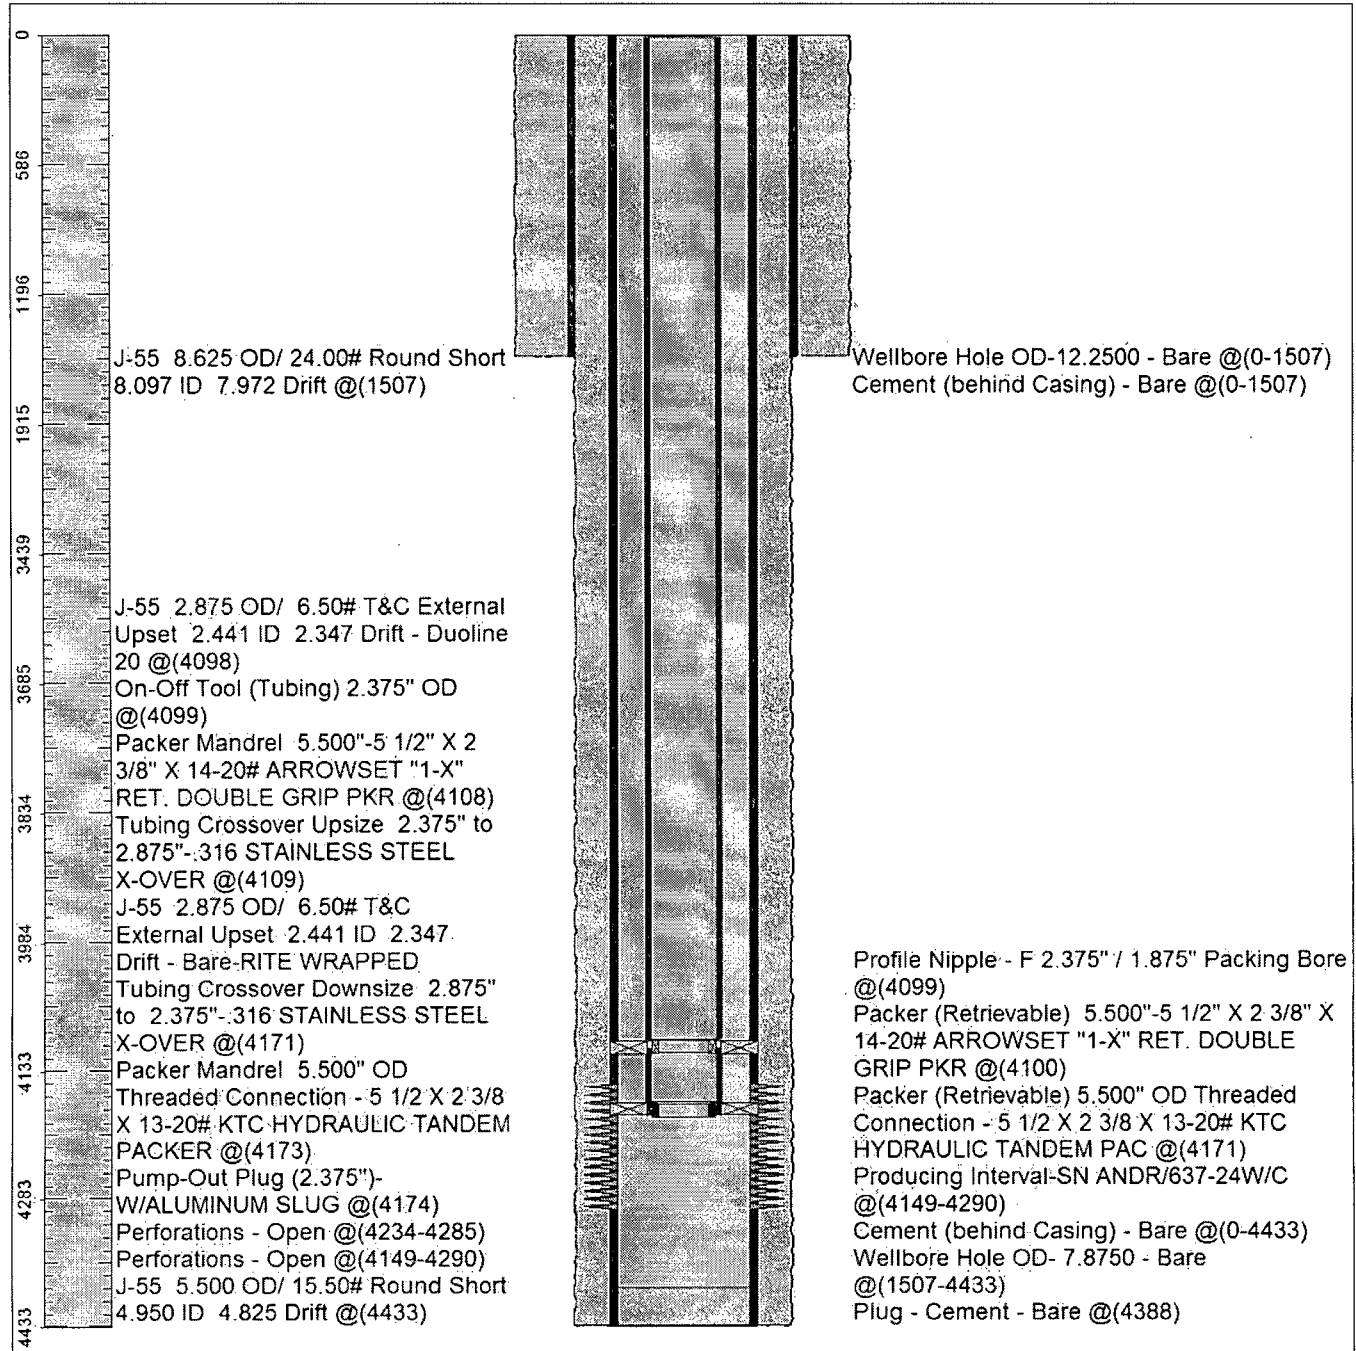 0
586
1196
1915
3439
3685
3834
3984
4133
4283
4433
J-55 8.625 OD/ 24.00# Round Short
8.097 ID 7.972 Drift @(1507)
J-55 2.875 OD/ 6.50# T&C External
Upset 2.441 ID 2.347 Drift - Duoline
20 @(4098)
On-Off Tool (Tubing) 2.375" OD
@(4099)
Packer Mandrel 5.500"-5 1/2" X 2
3/8" X 14-20# ARROWSET "1-X"
RET. DOUBLE GRIP PKR @(4108)
Tubing Crossover Upsize 2.375" to
2.875"-.316 STAINLESS STEEL
X-OVER @(4109)
J-55 2.875 OD/ 6.50# T&C
External Upset 2.441 ID 2.347
Drift - Bare-RITE WRAPPED
Tubing Crossover Downsize 2.875"
to 2.375"-.316 STAINLESS STEEL
X-OVER @(4171)
Packer Mandrel 5.500" OD
Threaded Connection - 5 1/2 X 2 3/8
X 13-20# KTC HYDRAULIC TANDEM
PACKER @(4173)
Pump-Out Plug (2.375")-
W/ALUMINUM SLUG @(4174)
Perforations - Open @(4234-4285)
Perforations - Open @(4149-4290)
J-55 5.500 OD/ 15.50# Round Short
4.950 ID 4.825 Drift @(4433)
Wellbore Hole OD-12.2500 - Bare @(0-1507)
Cement (behind Casing) - Bare @(0-1507)
Profile Nipple - F 2.375" / 1.875" Packing Bore
@(4099)
Packer (Retrievable) 5.500"-5 1/2" X 2 3/8" X
14-20# ARROWSET "1-X" RET. DOUBLE
GRIP PKR @(4100)
Packer (Retrievable) 5.500" OD Threaded
Connection - 5 1/2 X 2 3/8 X 13-20# KTC
HYDRAULIC TANDEM PAC @(4171)
Producing Interval-SN ANDR/637-24W/C
@(4149-4290)
Cement (behind Casing) - Bare @(0-4433)
Wellbore Hole OD- 7.8750 - Bare
@(1507-4433)
Plug - Cement - Bare @(4388)